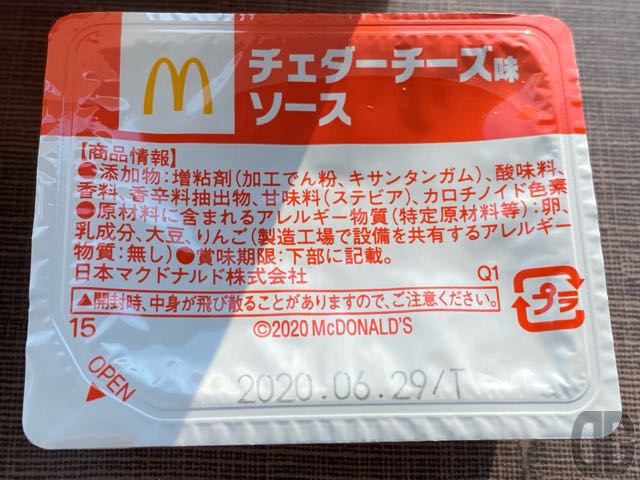 チェダーチーズ味
ソース
【商品情報】
●添加物:増粘剤(加工でん粉、キサンタンガム)、酸味料、
香料、香辛料抽出物、甘味料(ステビア)、カロチノイド色素
●原材料に含まれるアレルギー物質(特定原材料等):卵、
乳成分、大豆、りんご(製造工場で設備を共有するアレルギー
物質:無し)●賞味期限:下部に記載。
日本マクドナルド株式会社 Q1
▲開封時、中身が飛び散ることがありますので、ご注意ください。
プラ
15 ©2020 McDONALD'S
OPEN
2020.06.29/T